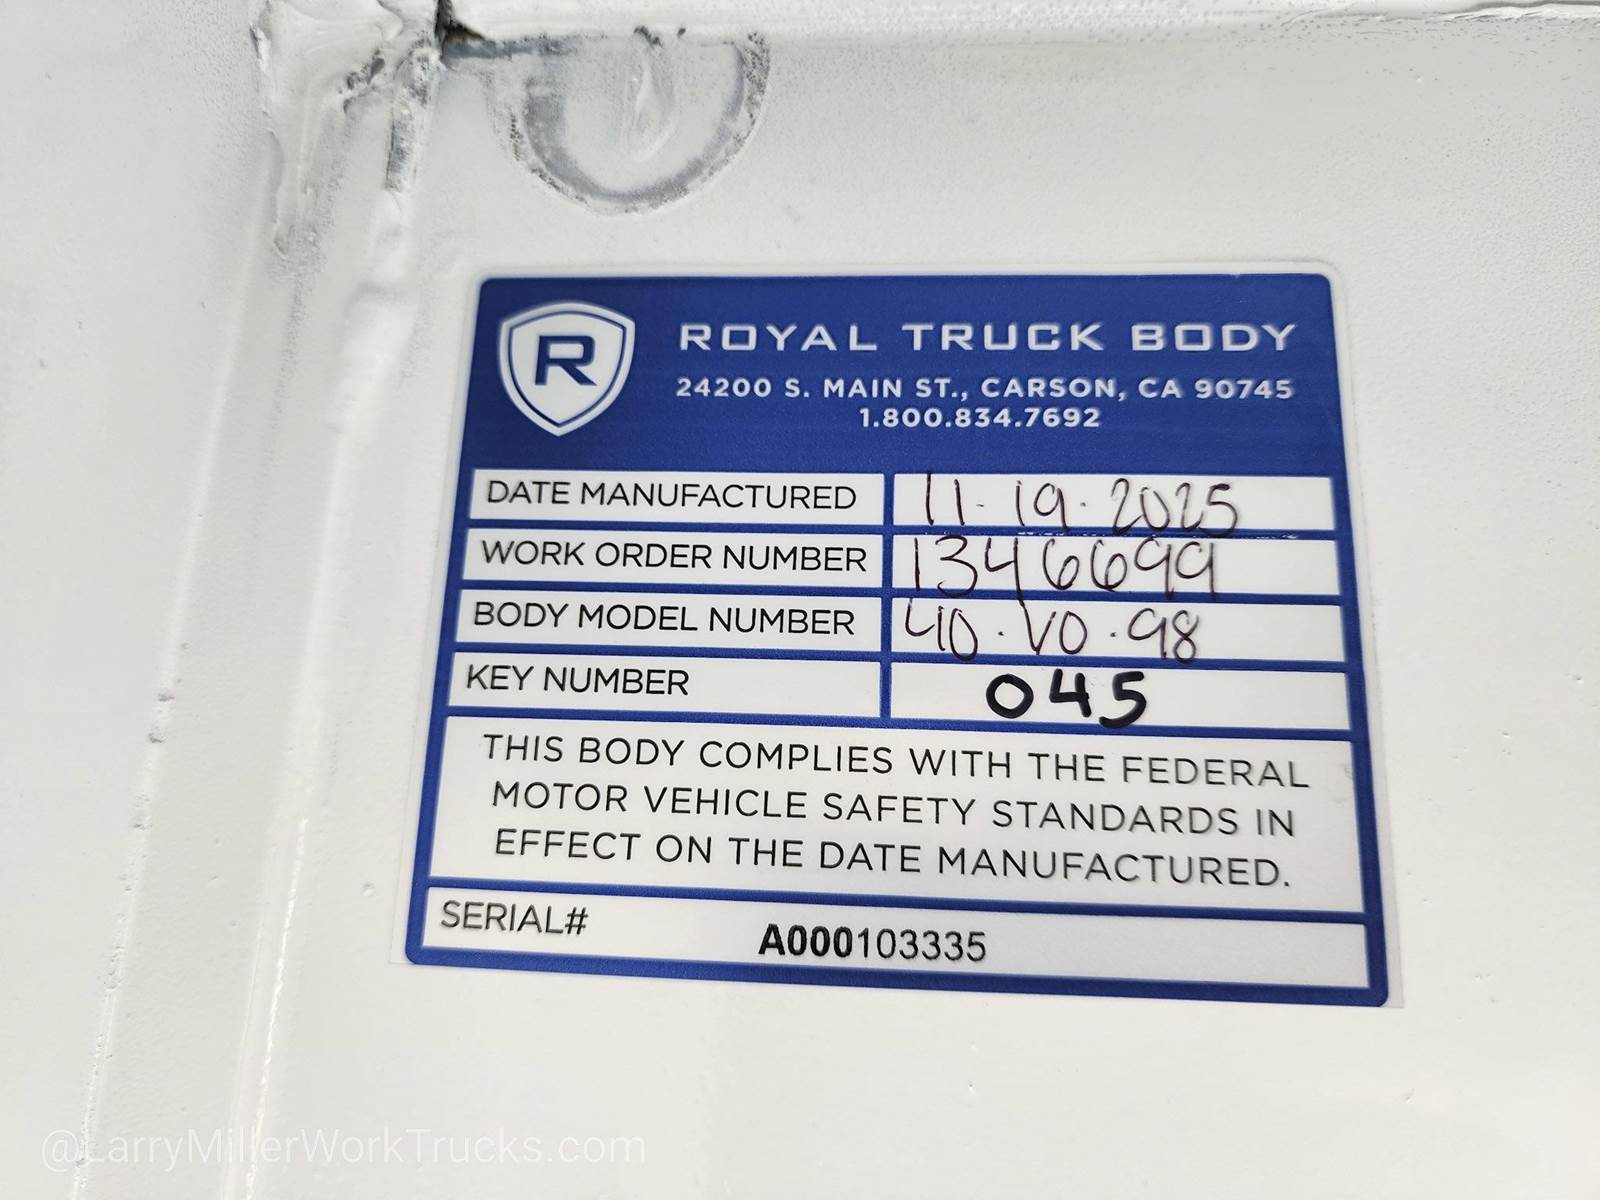 R
ROYAL TRUCK BODY
24200 S. MAIN ST., CARSON, CA 90745
1.800.834.7692
DATE MANUFACTURED 11-19-2025
WORK ORDER NUMBER 1346699
BODY MODEL NUMBER 40-VO-98
KEY NUMBER 045
THIS BODY COMPLIES WITH THE FEDERAL
MOTOR VEHICLE SAFETY STANDARDS IN
EFFECT ON THE DATE MANUFACTURED.
SERIAL# A000103335
@LarryMillerWorkTrucks.com